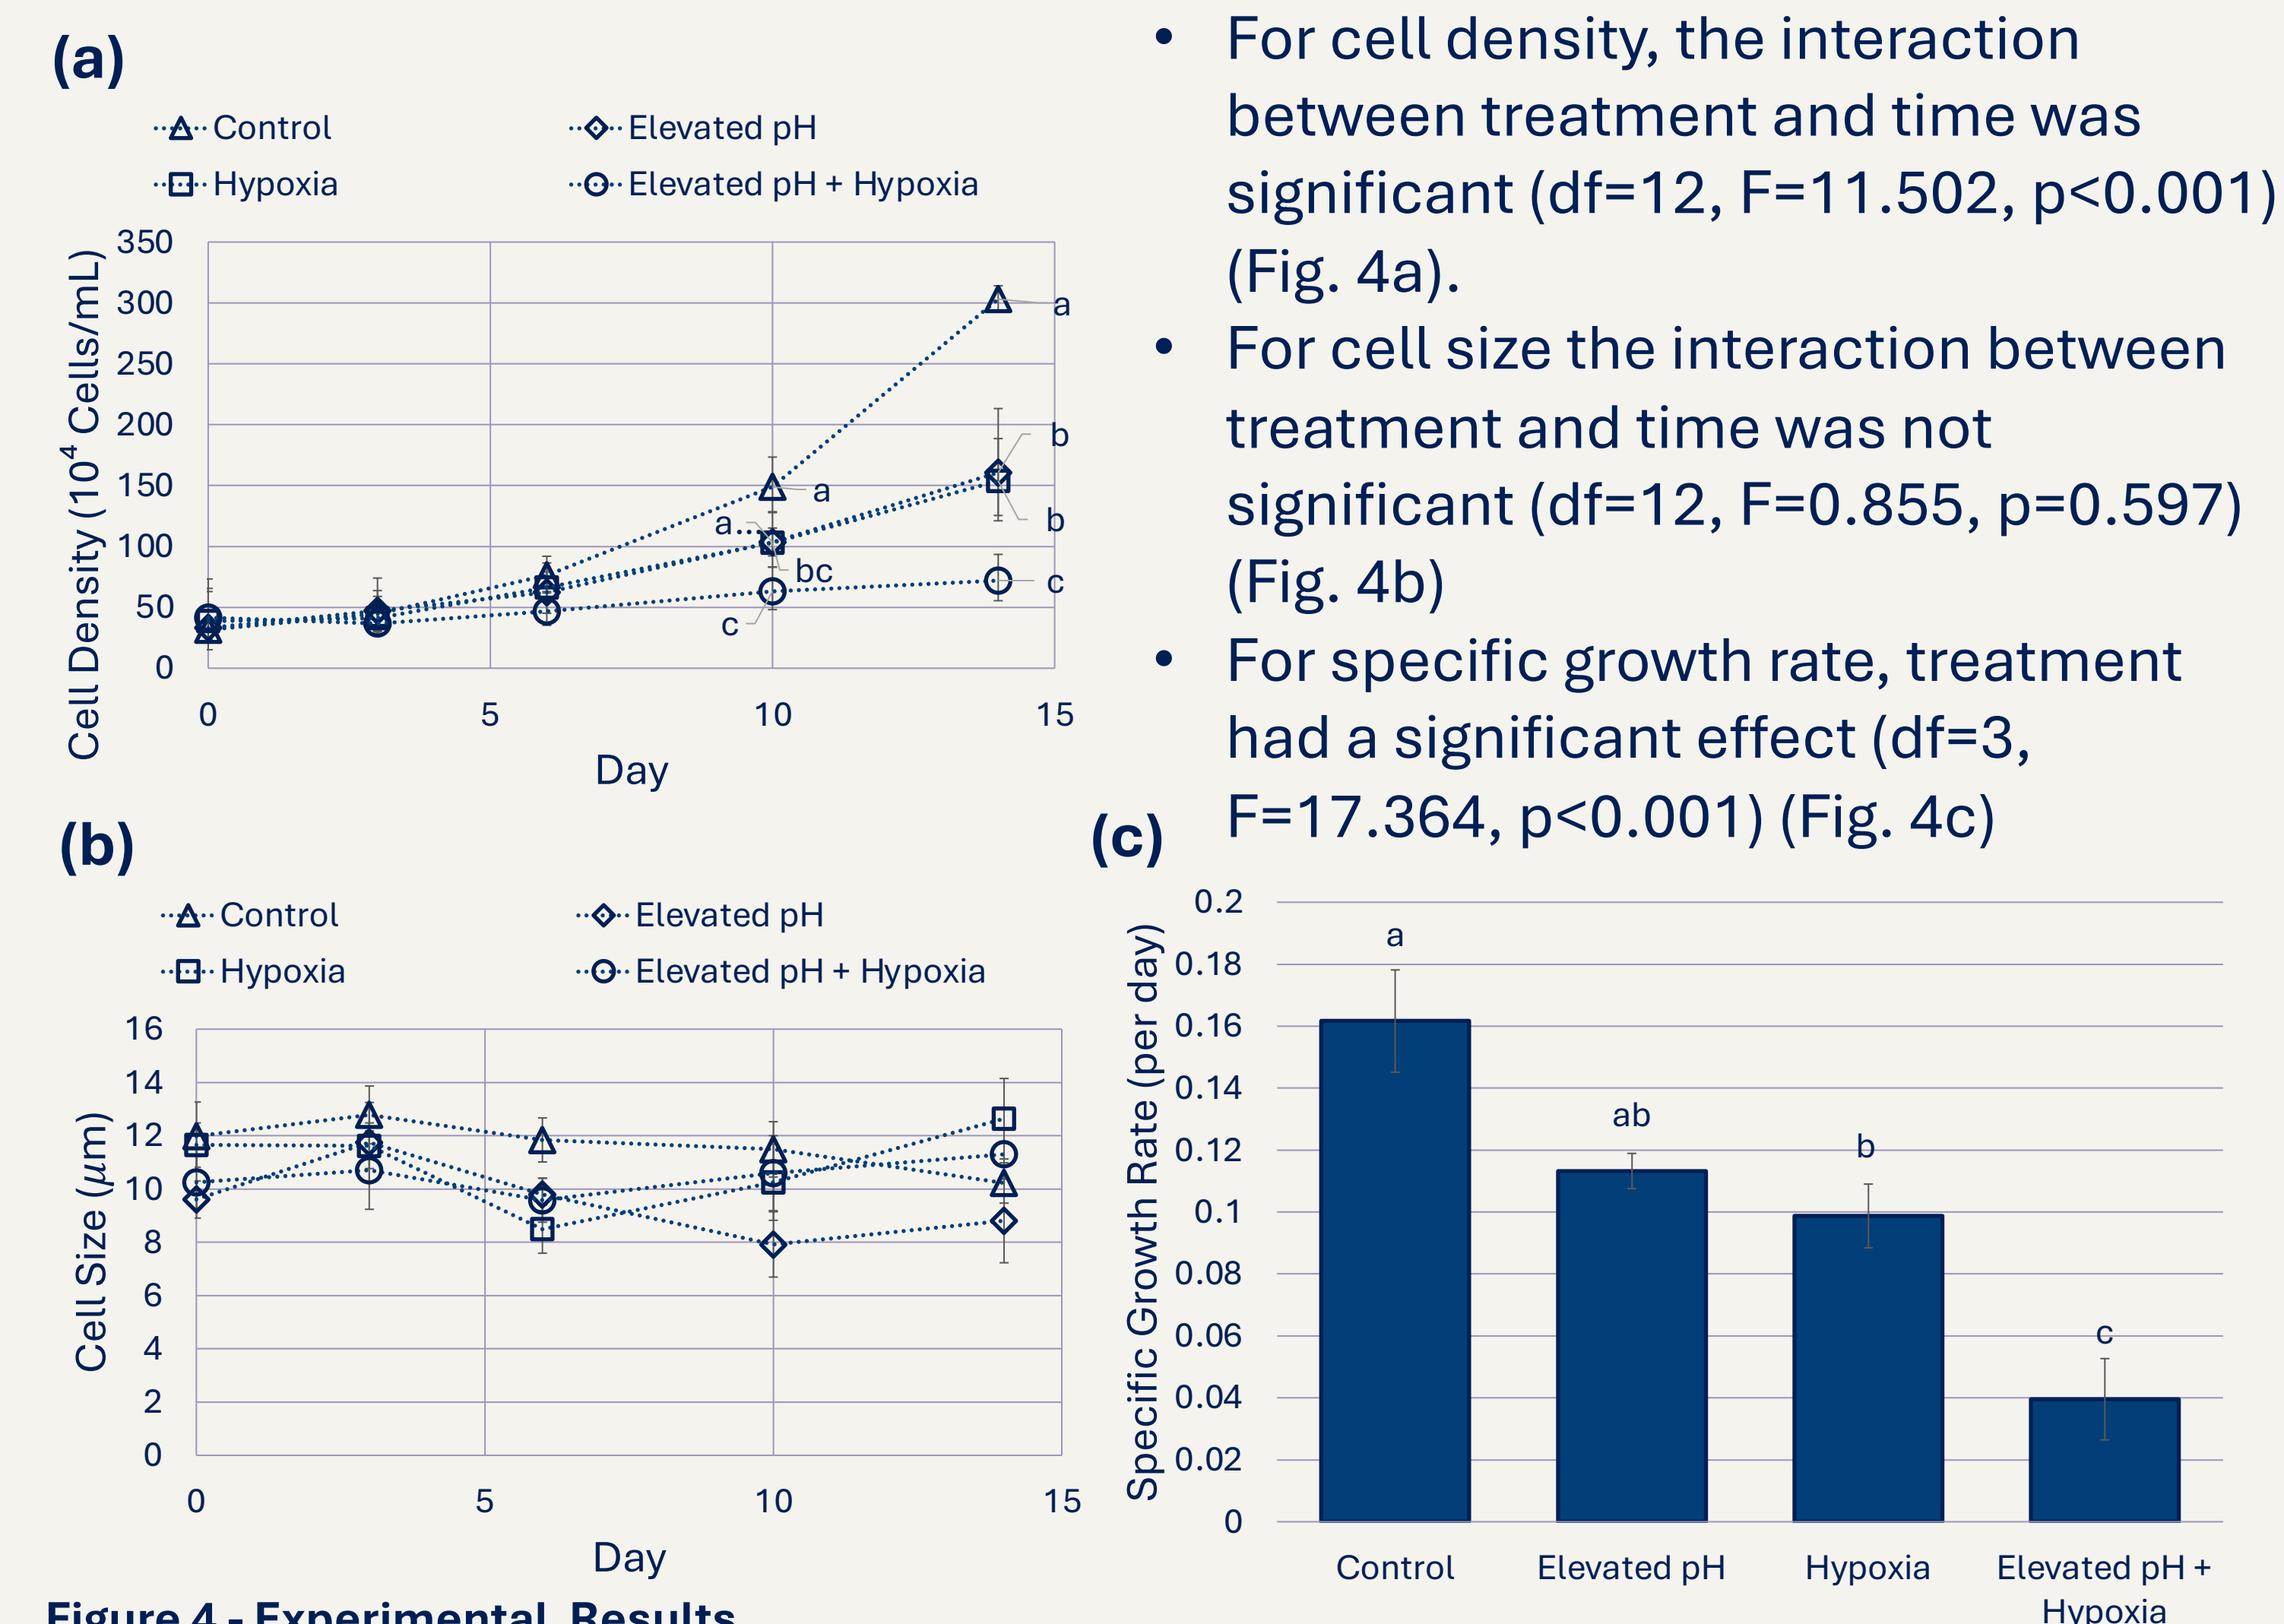 (a)
Control
Elevated pH
Hypoxia
Elevated pH + Hypoxia
Cell Density (10⁴ Cells/mL)
350
300
250
200
150
100
50
0
a
b
b
c
a
a...
bc
c
0
5
10
15
Day
• For cell density, the interaction
between treatment and time was
significant (df=12, F=11.502, p<0.001)
(Fig. 4a).
• For cell size the interaction between
treatment and time was not
significant (df=12, F=0.855, p=0.597)
(Fig. 4b)
• For specific growth rate, treatment
had a significant effect (df=3,
F=17.364, p<0.001) (Fig. 4c)
(b)
Control
Elevated pH
Hypoxia
Elevated pH + Hypoxia
Cell Size (µm)
16
14
12
10
8
6
4
2
0
0
5
10
15
Day
(c)
Specific Growth Rate (per day)
0.2
0.18
0.16
0.14
0.12
0.1
0.08
0.06
0.04
0.02
0
a
ab
b
c
Control
Elevated pH
Hypoxia
Elevated pH +
Hypoxia
Figure 4 - Experimental Results